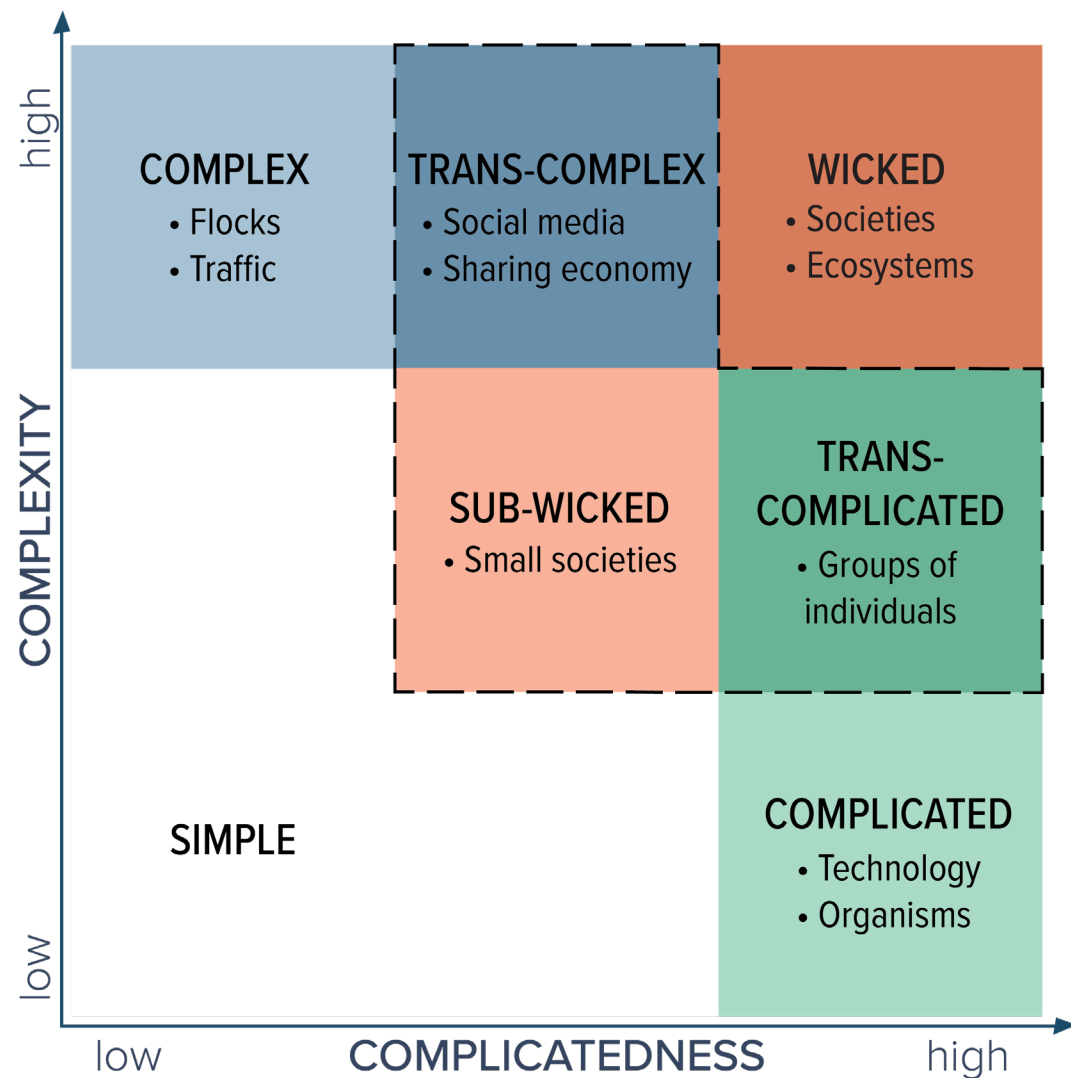 high
COMPLEX
• Flocks
• Traffic
TRANS-COMPLEX
• Social media
• Sharing economy
WICKED
• Societies
• Ecosystems
COMPLEXITY
SUB-WICKED
• Small societies
TRANS-
COMPLICATED
• Groups of
individuals
SIMPLE
COMPLICATED
• Technology
• Organisms
low
low
COMPLICATEDNESS
high